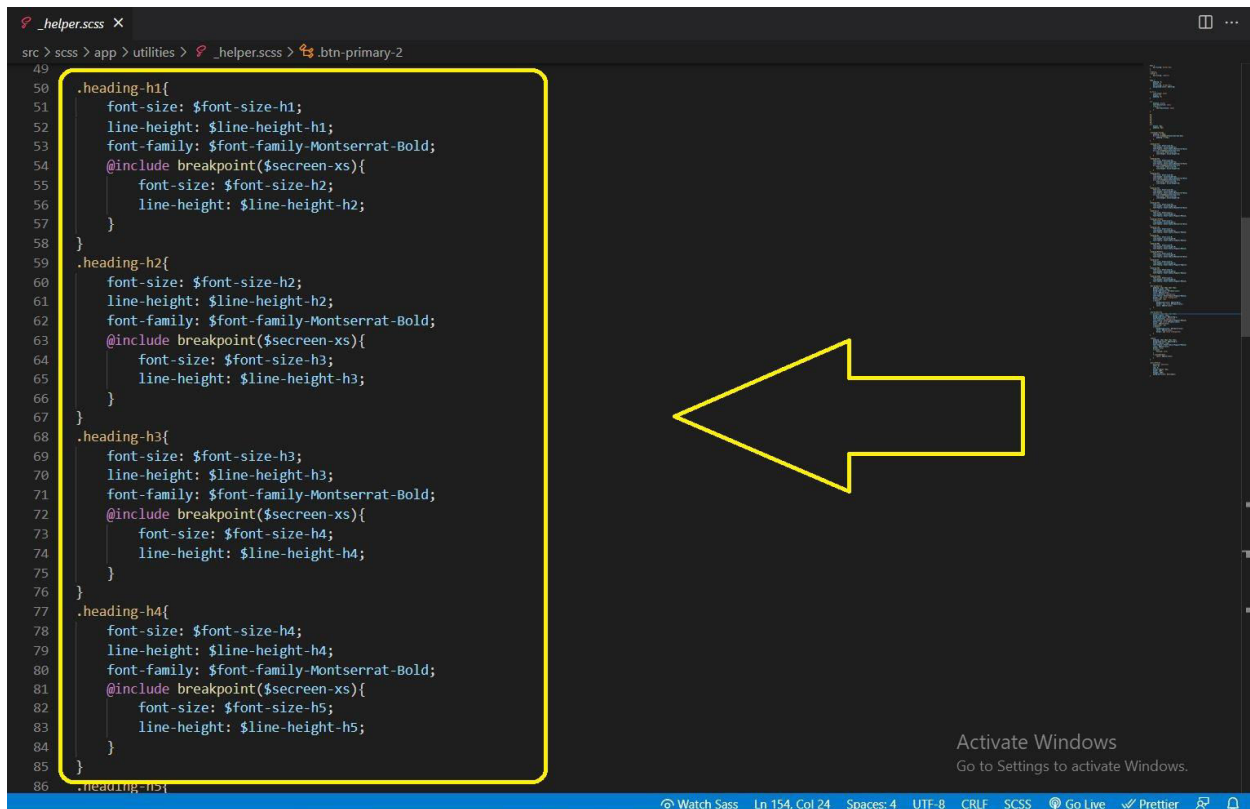 _helper.scss
src > scss > app > utilities > _helper.scss > .btn-primary-2
49
50 .heading-h1{
51 font-size: $font-size-h1;
52 line-height: $line-height-h1;
53 font-family: $font-family-Montserrat-Bold;
54 @include breakpoint($secreen-xs){
55 font-size: $font-size-h2;
56 line-height: $line-height-h2;
57 }
58 }
59 .heading-h2{
60 font-size: $font-size-h2;
61 line-height: $line-height-h2;
62 font-family: $font-family-Montserrat-Bold;
63 @include breakpoint($secreen-xs){
64 font-size: $font-size-h3;
65 line-height: $line-height-h3;
66 }
67 }
68 .heading-h3{
69 font-size: $font-size-h3;
70 line-height: $line-height-h3;
71 font-family: $font-family-Montserrat-Bold;
72 @include breakpoint($secreen-xs){
73 font-size: $font-size-h4;
74 line-height: $line-height-h4;
75 }
76 }
77 .heading-h4{
78 font-size: $font-size-h4;
79 line-height: $line-height-h4;
80 font-family: $font-family-Montserrat-Bold;
81 @include breakpoint($secreen-xs){
82 font-size: $font-size-h5;
83 line-height: $line-height-h5;
84 }
85 }
86 .heading-h5{
Activate Windows
Go to Settings to activate Windows.
Watch Sass Ln 154, Col 24 Spaces: 4 UTF-8 CRLF SCSS Go Live Prettier